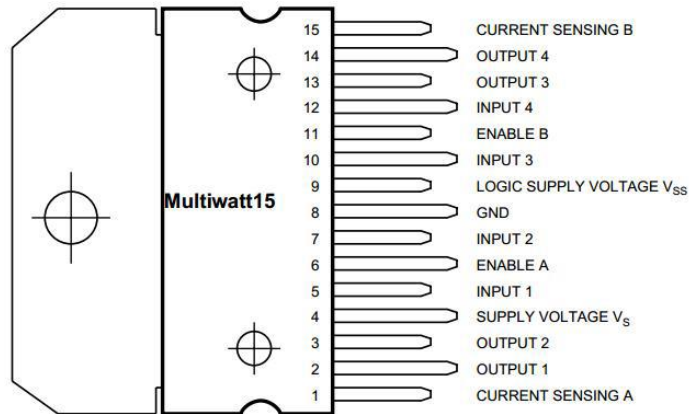 15 CURRENT SENSING B
14 OUTPUT 4
13 OUTPUT 3
12 INPUT 4
11 ENABLE B
10 INPUT 3
9 LOGIC SUPPLY VOLTAGE VSS
Multiwatt15
8 GND
7 INPUT 2
6 ENABLE A
5 INPUT 1
4 SUPPLY VOLTAGE VS
3 OUTPUT 2
2 OUTPUT 1
1 CURRENT SENSING A